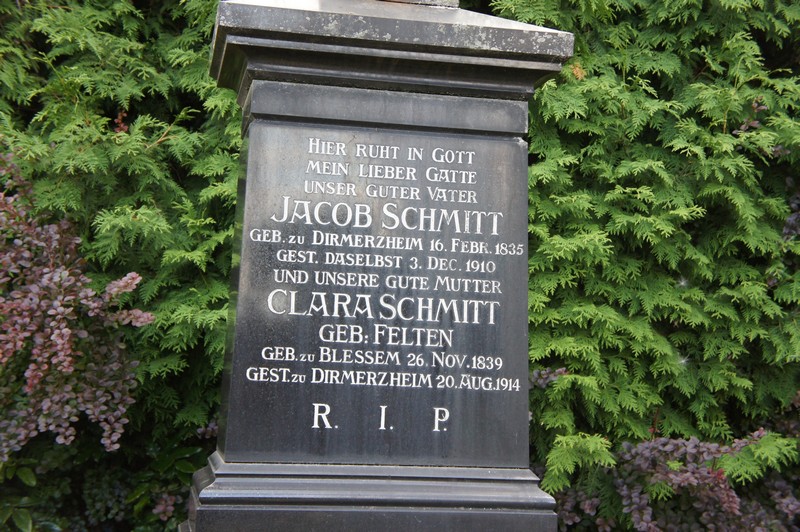 HIER RUHT IN GOTT
MEIN LIEBER GATTE
UNSER GUTER VATER
JACOB SCHMITT
GEB. ZU DIRMERZHEIM 16. FEBR. 1835
GEST. DASELBST 3. DEC. 1910
UND UNSERE GUTE MUTTER
CLARA SCHMITT
GEB: FELTEN
GEB. ZU BLESSEM 26. NOV. 1839
GEST. ZU DIRMERZHEIM 20. AUG. 1914
R. I. P.